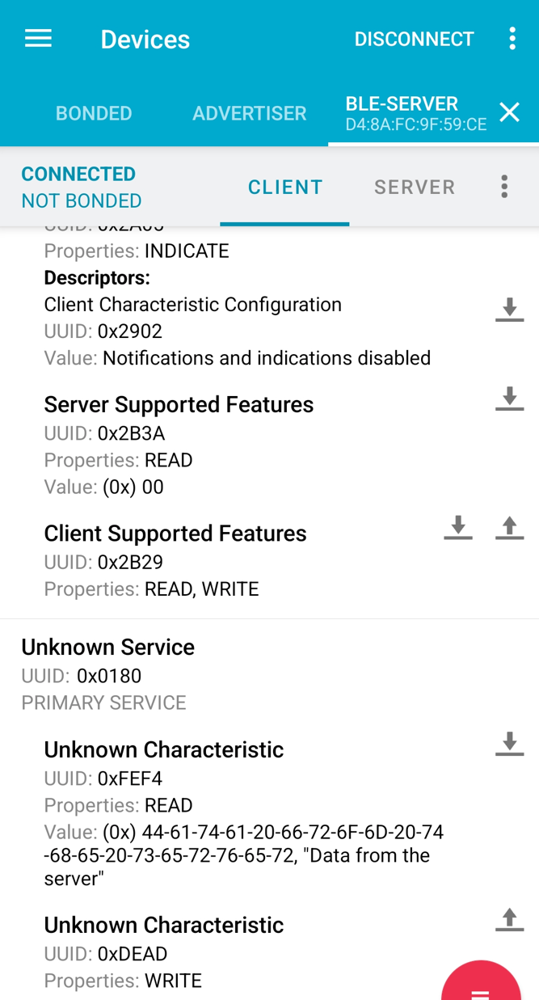 Devices
DISCONNECT
BONDED
ADVERTISER
BLE-SERVER
D4:8A:FC:9F:59:CE
CONNECTED
NOT BONDED
CLIENT
SERVER
Properties: INDICATE
Descriptors:
Client Characteristic Configuration
UUID: 0x2902
Value: Notifications and indications disabled
Server Supported Features
UUID: 0x2B3A
Properties: READ
Value: (0x) 00
Client Supported Features
UUID: 0x2B29
Properties: READ, WRITE
Unknown Service
UUID: 0x0180
PRIMARY SERVICE
Unknown Characteristic
UUID: 0xFEF4
Properties: READ
Value: (0x) 44-61-74-61-20-66-72-6F-6D-20-74
-68-65-20-73-65-72-76-65-72, "Data from the
server"
Unknown Characteristic
UUID: 0xDEAD
Properties: WRITE